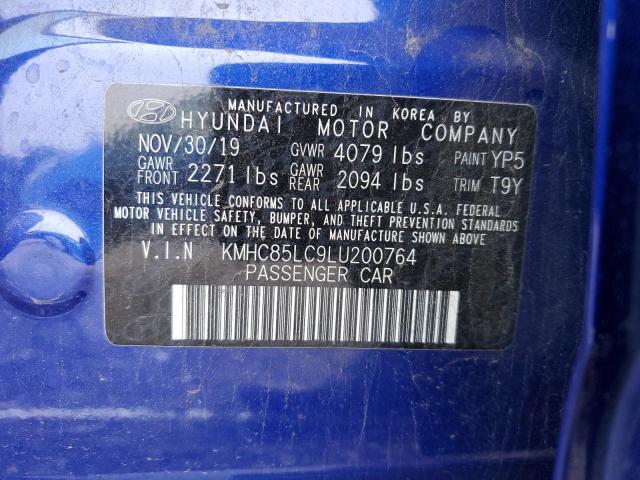 MANUFACTURED IN KOREA BY
HYUNDAI MOTOR COMPANY
NOV/30/19 GVWR 4079 lbs PAINT YP5
GAWR FRONT 2271 lbs GAWR REAR 2094 lbs TRIM T9Y
THIS VEHICLE CONFORMS TO ALL APPLICABLE U.S.A. FEDERAL
MOTOR VEHICLE SAFETY, BUMPER, AND THEFT PREVENTION STANDARDS
IN EFFECT ON THE DATE OF MANUFACTURE SHOWN ABOVE.
V.I.N KMHC85LC9LU200764
PASSENGER CAR